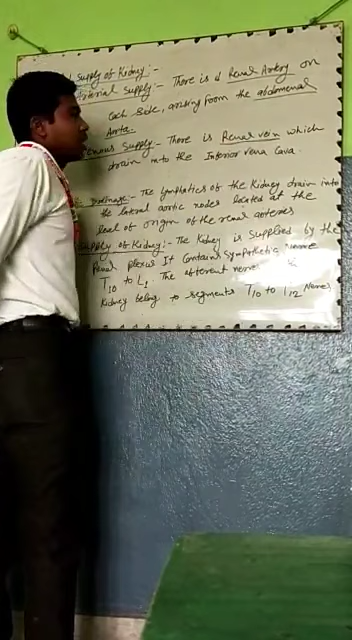 Supply of Kidney:-
Arterial Supply:- There is a Renal Artery on
each side, arising from the abdomenal
Aorta.
Venous Supply:- There is Renal vein which
drain into the Inferior vena Cava.
Drainage:- The lymphatics of the Kidney drain into
the lateral aortic nodes located at the
level of origin of the renal arteries
Supply of Kidney:- The Kidney is Supplied by the
Renal plexus It Contains Sympathetic nerve
T10 to L1. The afferent nerve
Kidney belong to segments T10 to T12 Nerve